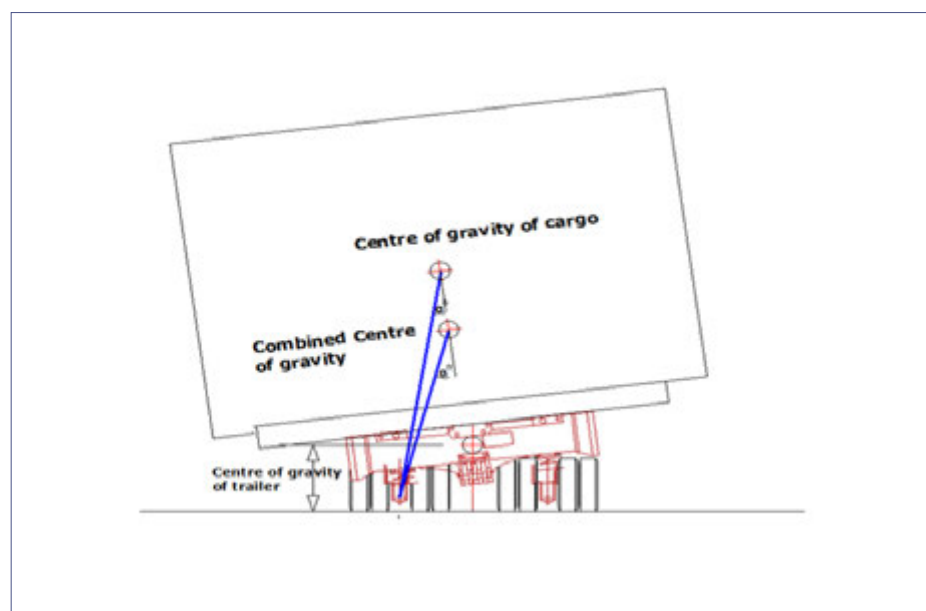 Centre of gravity of cargo
Combined Centre
of gravity
Centre of gravity
of trailer